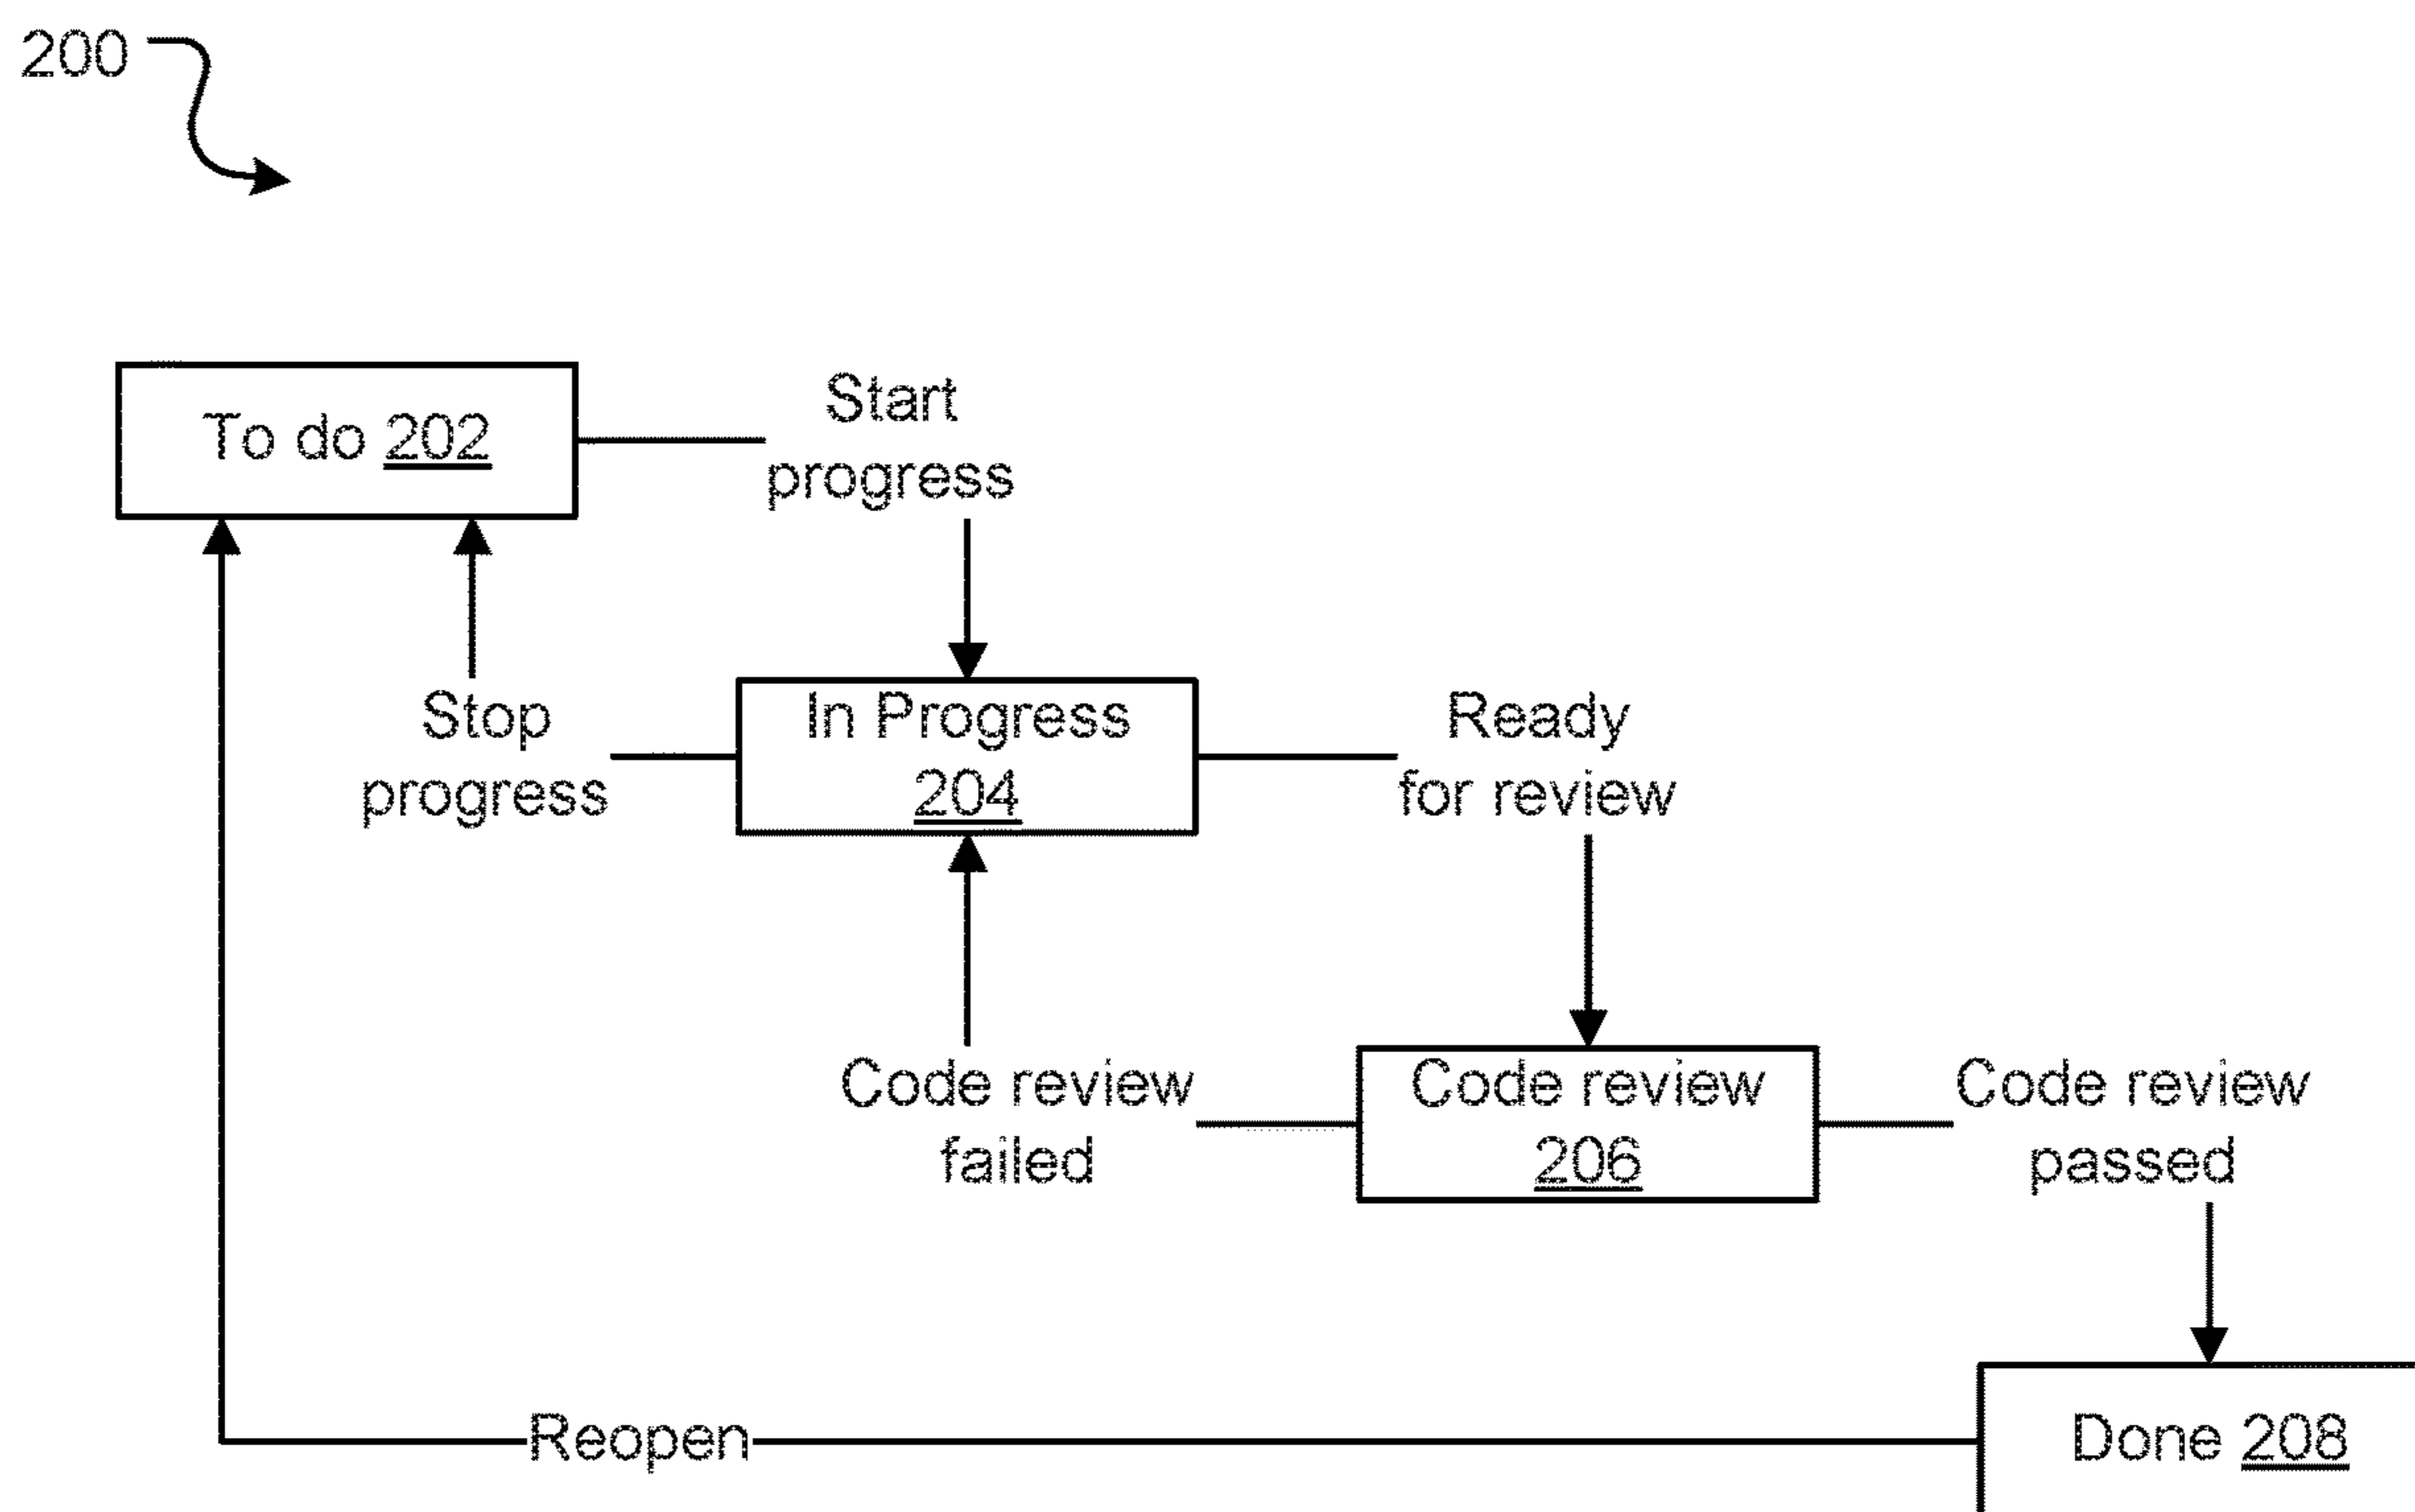 200
To do 202
Start
progress
Stop
progress
In Progress
204
Ready
for review
Code review
failed
Code review
206
Code review
passed
Reopen
Done 208